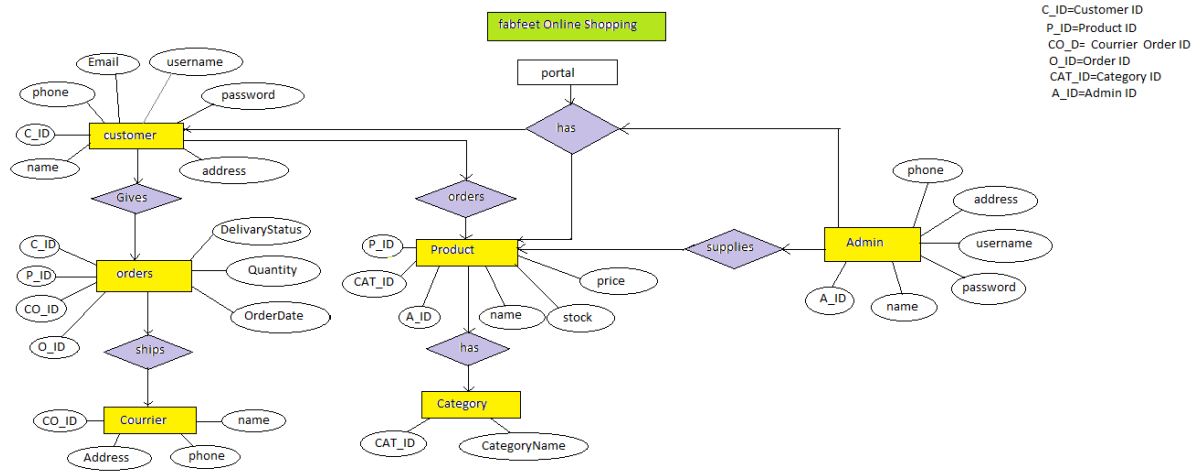 fabfeet Online Shopping
C_ID=Customer ID
P_ID=Product ID
CO_D= Courrier Order ID
O_ID=Order ID
CAT_ID=Category ID
A_ID=Admin ID
portal
has
Email
username
phone
password
C_ID
customer
name
address
Gives
orders
phone
address
Admin
username
password
A_ID
name
supplies
DelivaryStatus
C_ID
P_ID
orders
Quantity
CO_ID
OrderDate
O_ID
P_ID
Product
CAT_ID
price
A_ID
name
stock
ships
has
CO_ID
Courrier
name
Address
phone
Category
CAT_ID
CategoryName